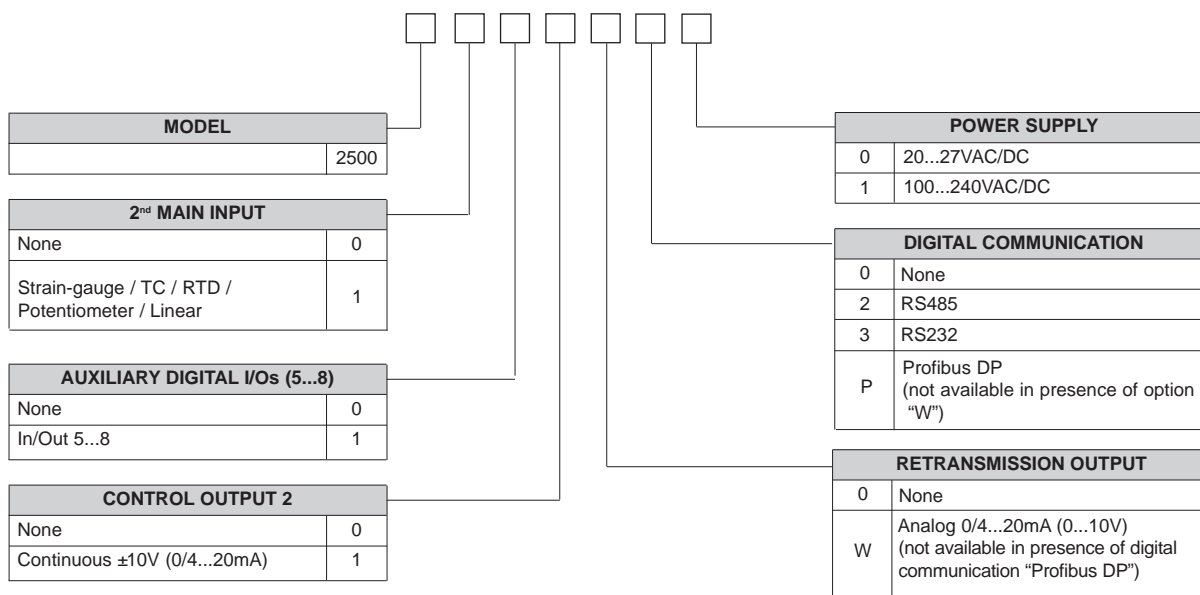 MODEL
2500
2nd MAIN INPUT
None 0
Strain-gauge / TC / RTD /
Potentiometer / Linear 1
AUXILIARY DIGITAL I/Os (5...8)
None 0
In/Out 5...8 1
CONTROL OUTPUT 2
None 0
Continuous ±10V (0/4...20mA) 1
POWER SUPPLY
0 20...27VAC/DC
1 100...240VAC/DC
DIGITAL COMMUNICATION
0 None
2 RS485
3 RS232
P Profibus DP
(not available in presence of option
“W”)
RETRANSMISSION OUTPUT
0 None
W Analog 0/4...20mA (0...10V)
(not available in presence of digital
communication “Profibus DP”)